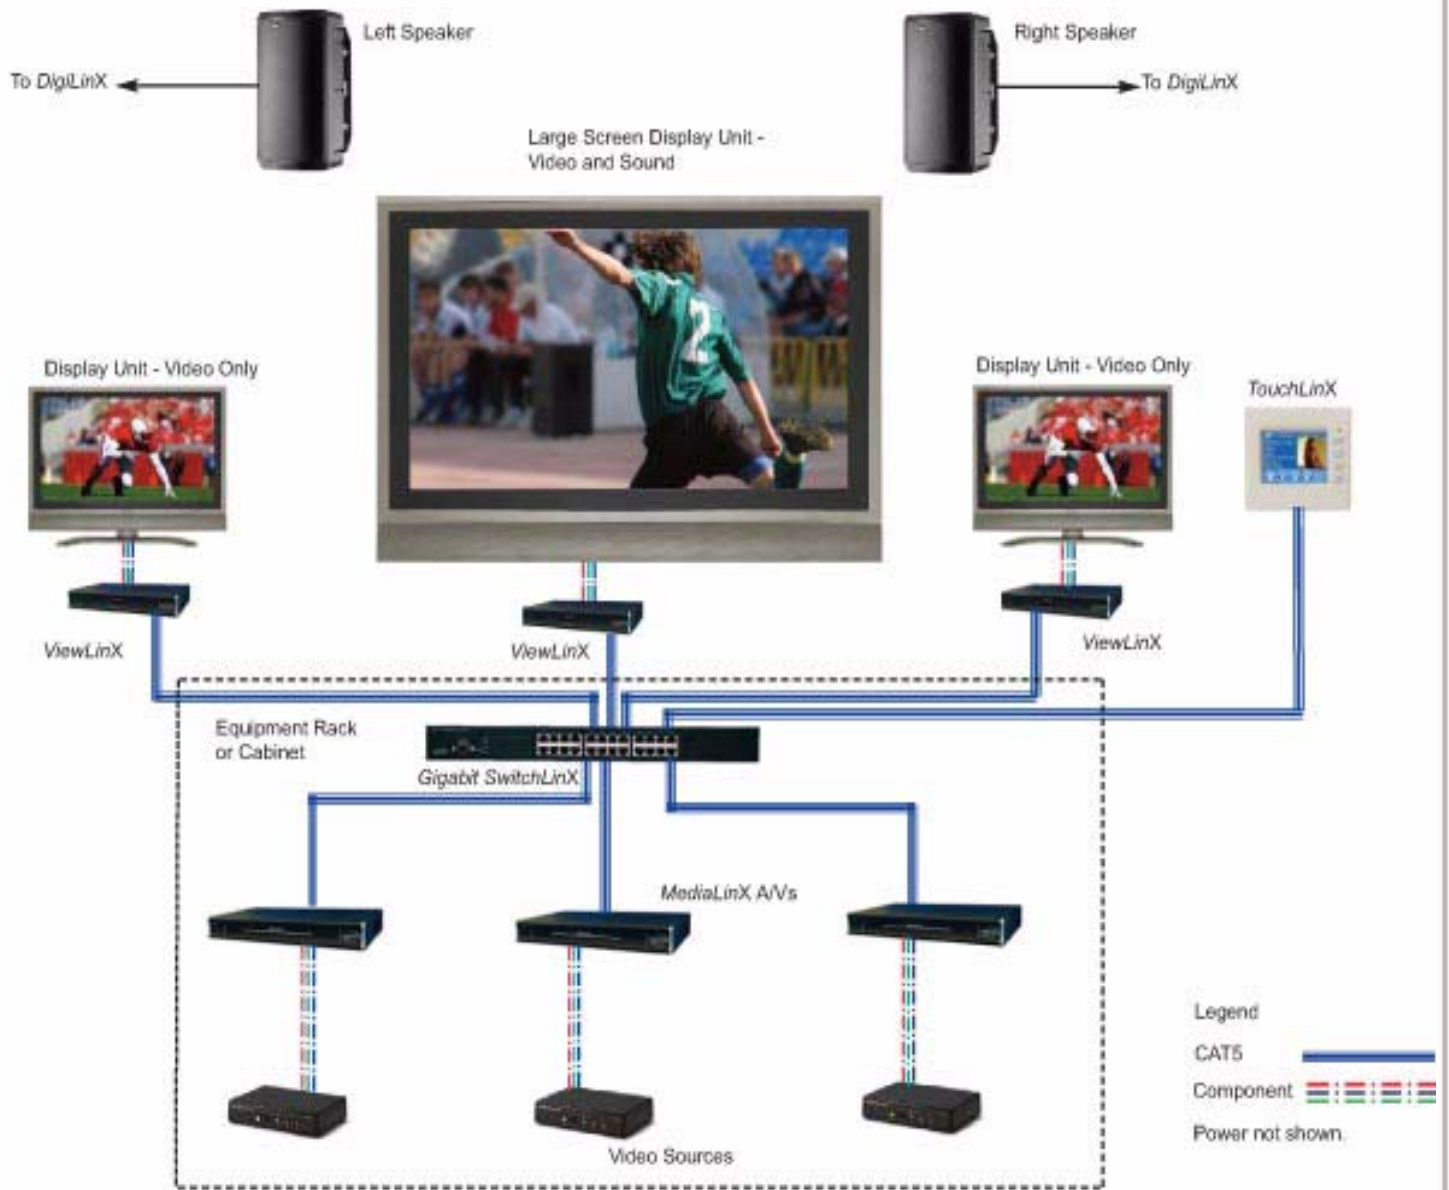 Left Speaker
Right Speaker
To DigiLinX
To DigiLinX
Large Screen Display Unit -
Video and Sound
Display Unit - Video Only
Display Unit - Video Only
TouchLinX
2
ViewLinX
ViewLinX
ViewLinX
Equipment Rack
or Cabinet
Gigabit SwitchLinX
MediaLinX A/Vs
Legend
CAT5
Component
Power not shown.
Video Sources